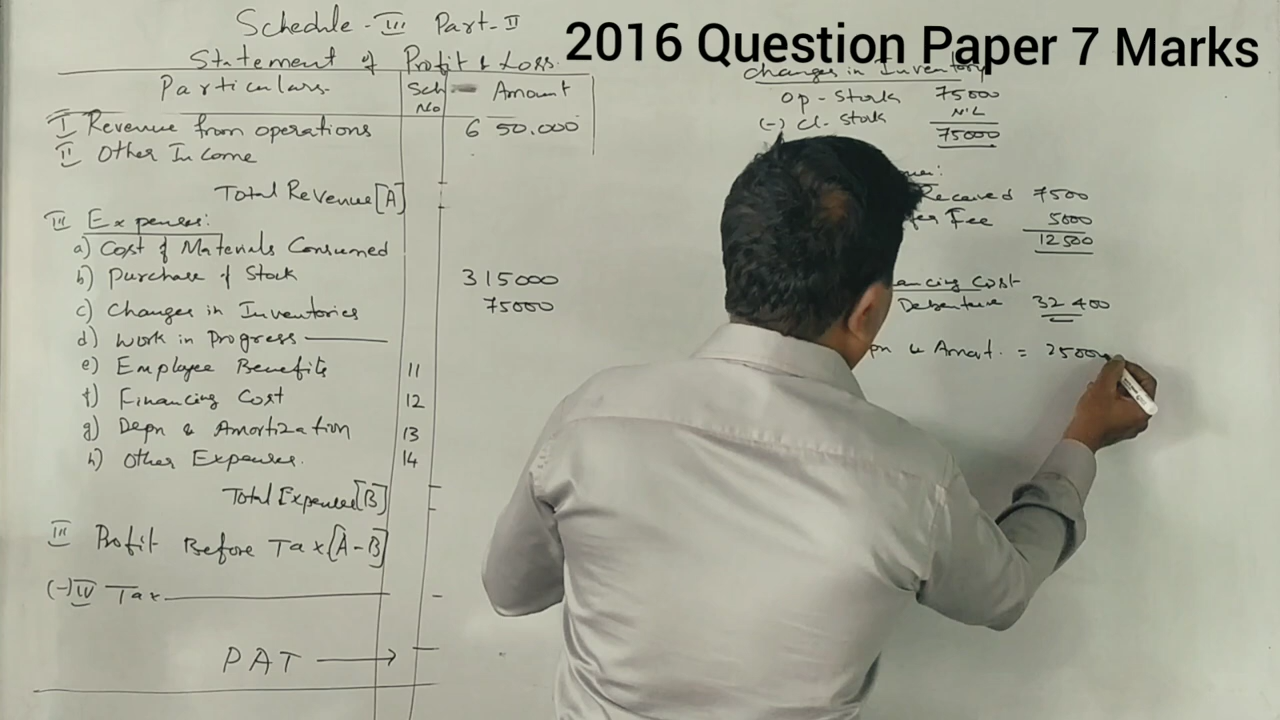 2016 Question Paper 7 Marks
Schedule - III Part - II
Statement of Profit & Loss.
Particulars. Sch No Amount
I Revenue from operations 6 50.000
II Other Income
Total Revenue [A]
III Expenses:
a) Cost of Materials Consumed
b) Purchase of Stock 315000
c) Changes in Inventories 75000
d) Work in Progress
e) Employee Benefits 11
f) Financing Cost 12
g) Depn & Amortization 13
h) Other Expenses. 14
Total Expenses [B]
III Profit Before Tax [A-B]
(-) IV Tax
PAT
Changes in Inventory
Op - Stock 75000
(-) Cl. Stock NIL
75000
Received 7500
Fee 5000
12500
Cost
Debenture 32400
& Amort. =